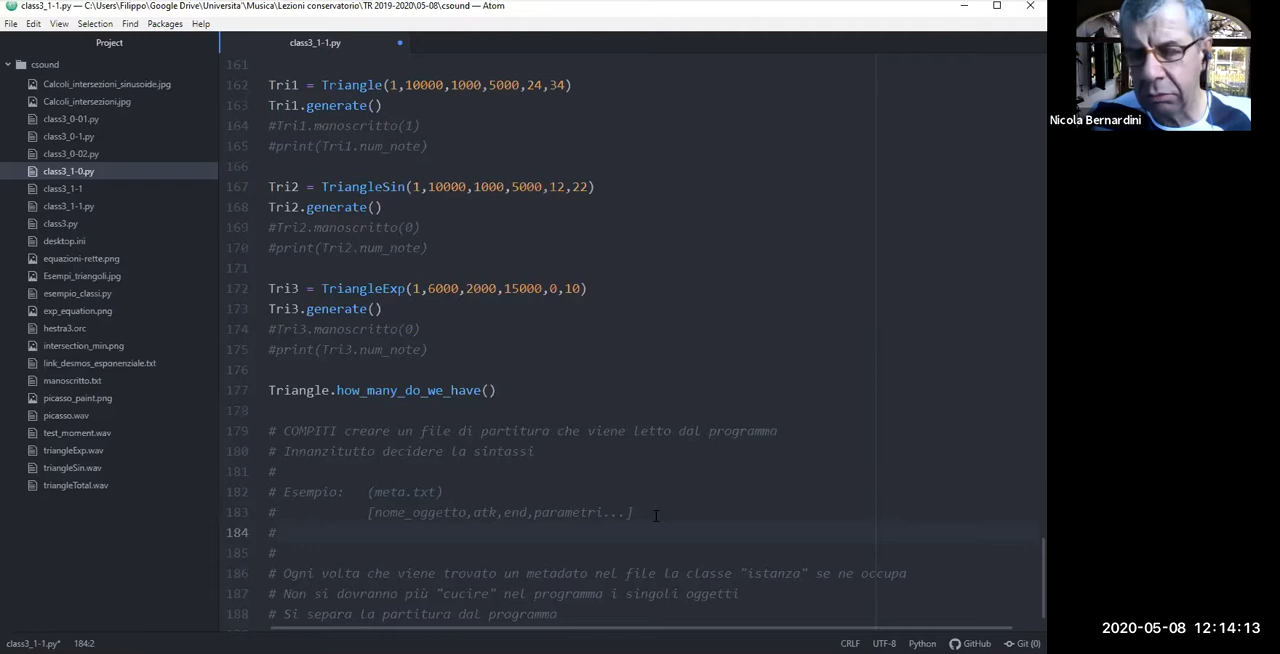 class3_1-1.py — C:\Users\Filippo\Google Drive\Universita'\Musica\Lezioni conservatorio\TR 2019-2020\05-08\csound — Atom
File Edit View Selection Find Packages Help
Project
class3_1-1.py
csound
Calcoli_intersezioni_sinusoide.jpg
Calcoli_intersezioni.jpg
class3_0-01.py
class3_0-1.py
class3_0-02.py
class3_1-0.py
class3_1-1
class3_1-1.py
class3.py
desktop.ini
equazioni-rette.png
Esempi_triangoli.jpg
esempio_classi.py
exp_equation.png
hestra3.orc
intersection_min.png
link_desmos_esponenziale.txt
manoscritto.txt
picasso_paint.png
picasso.wav
test_moment.wav
triangleExp.wav
triangleSin.wav
triangleTotal.wav
161
162 Tri1 = Triangle(1,10000,1000,5000,24,34)
163 Tri1.generate()
164 #Tri1.manoscritto(1)
165 #print(Tri1.num_note)
166
167 Tri2 = TriangleSin(1,10000,1000,5000,12,22)
168 Tri2.generate()
169 #Tri2.manoscritto(0)
170 #print(Tri2.num_note)
171
172 Tri3 = TriangleExp(1,6000,2000,15000,0,10)
173 Tri3.generate()
174 #Tri3.manoscritto(0)
175 #print(Tri3.num_note)
176
177 Triangle.how_many_do_we_have()
178
179 # COMPITI creare un file di partitura che viene letto dal programma
180 # Innanzitutto decidere la sintassi
181 #
182 # Esempio: (meta.txt)
183 # [nome_oggetto,atk,end,parametri...]
184 #
185 #
186 # Ogni volta che viene trovato un metadato nel file la classe "istanza" se ne occupa
187 # Non si dovranno più "cucire" nel programma i singoli oggetti
188 # Si separa la partitura dal programma
class3_1-1.py* 184:2
CRLF UTF-8 Python GitHub Git (0)
Nicola Bernardini
2020-05-08 12:14:13